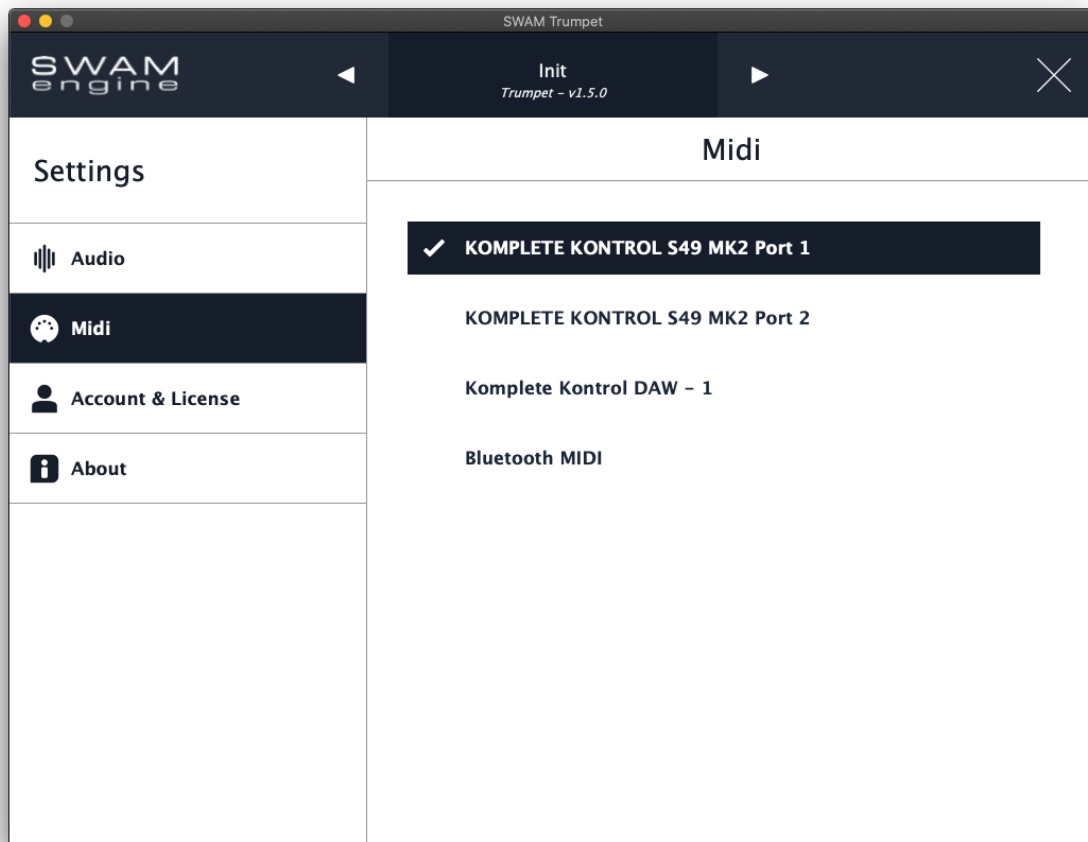 SWAM Trumpet
SWAM
engine
Init
Trumpet – v1.5.0
Settings
Audio
Midi
Account & License
About
Midi
KOMPLETE KONTROL S49 MK2 Port 1
KOMPLETE KONTROL S49 MK2 Port 2
Komplete Kontrol DAW – 1
Bluetooth MIDI